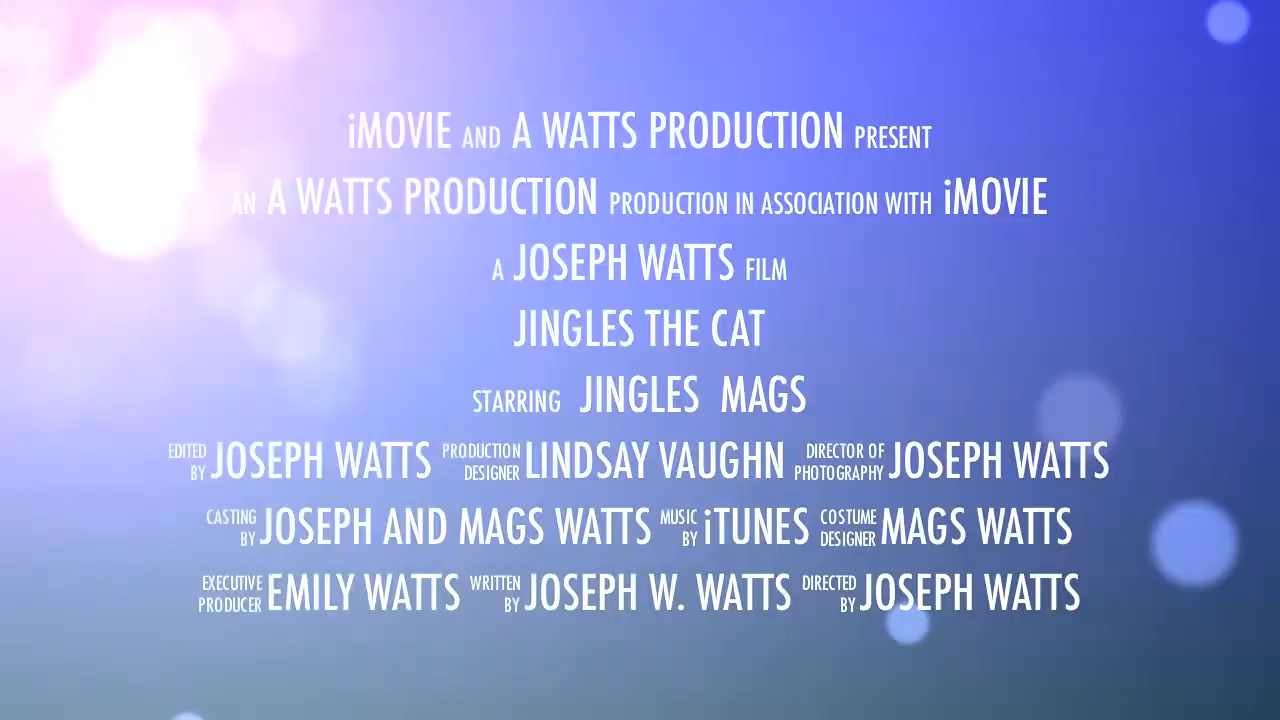 iMOVIE AND A WATTS PRODUCTION PRESENT
AN A WATTS PRODUCTION PRODUCTION IN ASSOCIATION WITH iMOVIE
A JOSEPH WATTS FILM
JINGLES THE CAT
STARRING JINGLES MAGS
EDITED BY JOSEPH WATTS PRODUCTION DESIGNER LINDSAY VAUGHN DIRECTOR OF PHOTOGRAPHY JOSEPH WATTS
CASTING BY JOSEPH AND MAGS WATTS MUSIC BY iTUNES COSTUME DESIGNER MAGS WATTS
EXECUTIVE PRODUCER EMILY WATTS WRITTEN BY JOSEPH W. WATTS DIRECTED BY JOSEPH WATTS